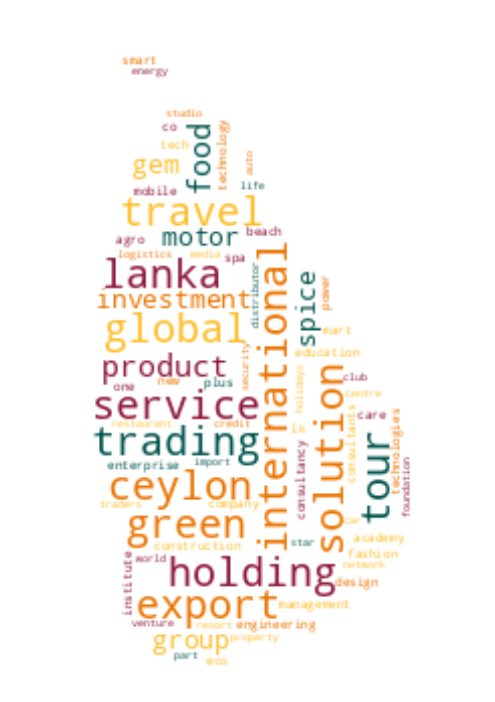 smart
energy
studio
co
food
technology
tech
gem
auto
mobile
life
travel
agro
motor
beach
logistics
media
spa
lanka
international
distributor
spice
power
investment
global
mart
education
product
security
holidays
solution
club
one
new
plus
centre
service
care
restaurant
credit
ic
consultants
technologies
trading
tour
enterprise
import
consultancy
foundation
ceylon
traders
company
green
car
star
academy
construction
fashion
institute
world
holding
network
design
export
management
venture
resort
engineering
group
property
part
eco